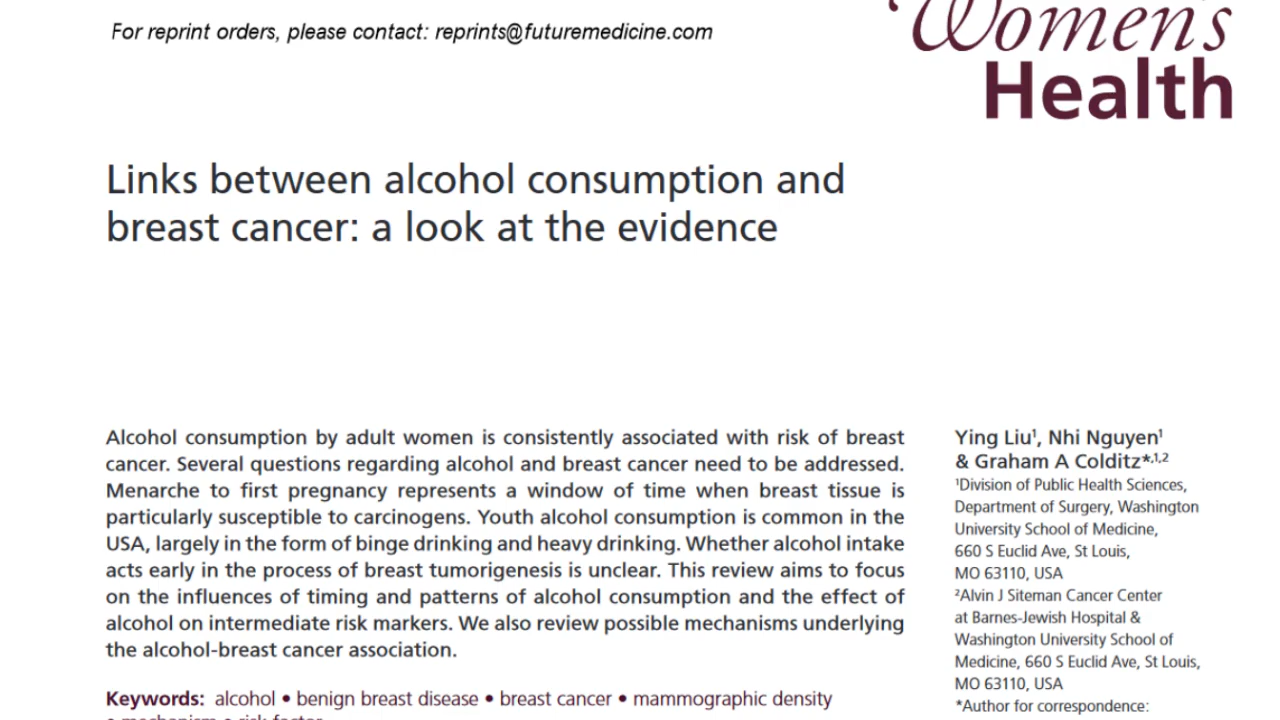 For reprint orders, please contact: reprints@futuremedicine.com
Women's
Health
Links between alcohol consumption and
breast cancer: a look at the evidence
Alcohol consumption by adult women is consistently associated with risk of breast
cancer. Several questions regarding alcohol and breast cancer need to be addressed.
Menarche to first pregnancy represents a window of time when breast tissue is
particularly susceptible to carcinogens. Youth alcohol consumption is common in the
USA, largely in the form of binge drinking and heavy drinking. Whether alcohol intake
acts early in the process of breast tumorigenesis is unclear. This review aims to focus
on the influences of timing and patterns of alcohol consumption and the effect of
alcohol on intermediate risk markers. We also review possible mechanisms underlying
the alcohol-breast cancer association.
Keywords: alcohol • benign breast disease • breast cancer • mammographic density
• mechanism • risk factor
Ying Liu¹, Nhi Nguyen¹
& Graham A Colditz*,¹,²
¹Division of Public Health Sciences,
Department of Surgery, Washington
University School of Medicine,
660 S Euclid Ave, St Louis,
MO 63110, USA
²Alvin J Siteman Cancer Center
at Barnes-Jewish Hospital &
Washington University School of
Medicine, 660 S Euclid Ave, St Louis,
MO 63110, USA
*Author for correspondence: